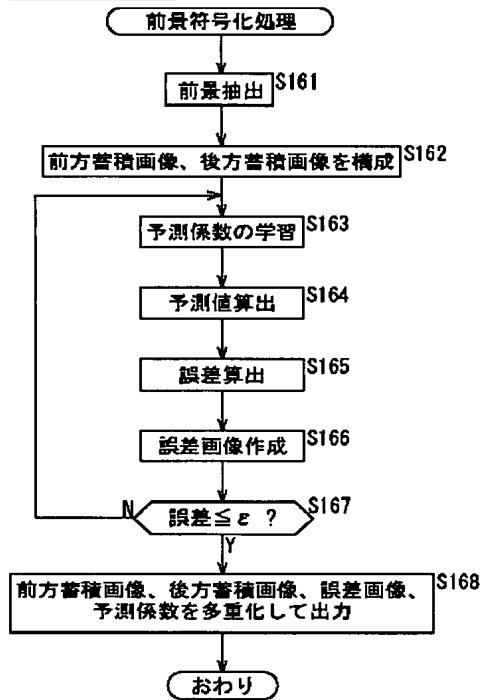 前景符号化処理
前景抽出
S161
前方蓄積画像、後方蓄積画像を構成
S162
予測係数の学習
S163
予測値算出
S164
誤差算出
S165
誤差画像作成
S166
誤差≦ε ?
S167
N
Y
前方蓄積画像、後方蓄積画像、誤差画像、
予測係数を多重化して出力
S168
おわり